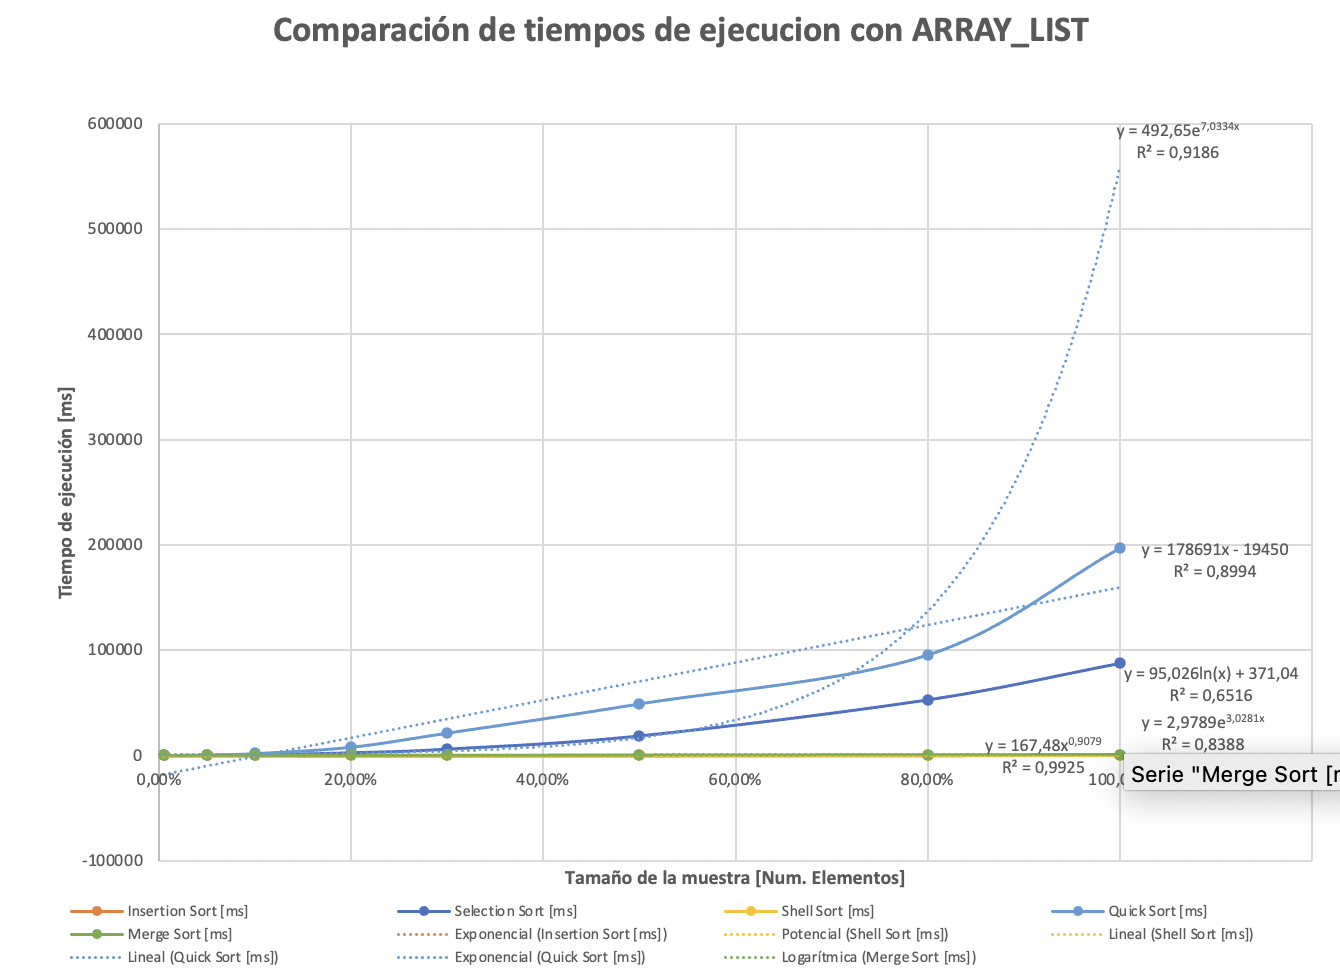 Comparación de tiempos de ejecucion con ARRAY_LIST
600000
500000
400000
300000
200000
100000
0
-100000
Tiempo de ejecución [ms]
y = 492,65e^7,0334x
R² = 0,9186
y = 178691x - 19450
R² = 0,8994
y = 95,026ln(x) + 371,04
R² = 0,6516
y = 2,9789e^3,0281x
R² = 0,8388
y = 167,48x^0,9079
R² = 0,9925
0,00% 20,00% 40,00% 60,00% 80,00% 100,0
Serie "Merge Sort [
Tamaño de la muestra [Num. Elementos]
Insertion Sort [ms] Selection Sort [ms] Shell Sort [ms] Quick Sort [ms]
Merge Sort [ms] Exponencial (Insertion Sort [ms]) Potencial (Shell Sort [ms]) Lineal (Shell Sort [ms])
Lineal (Quick Sort [ms]) Exponencial (Quick Sort [ms]) Logarítmica (Merge Sort [ms])